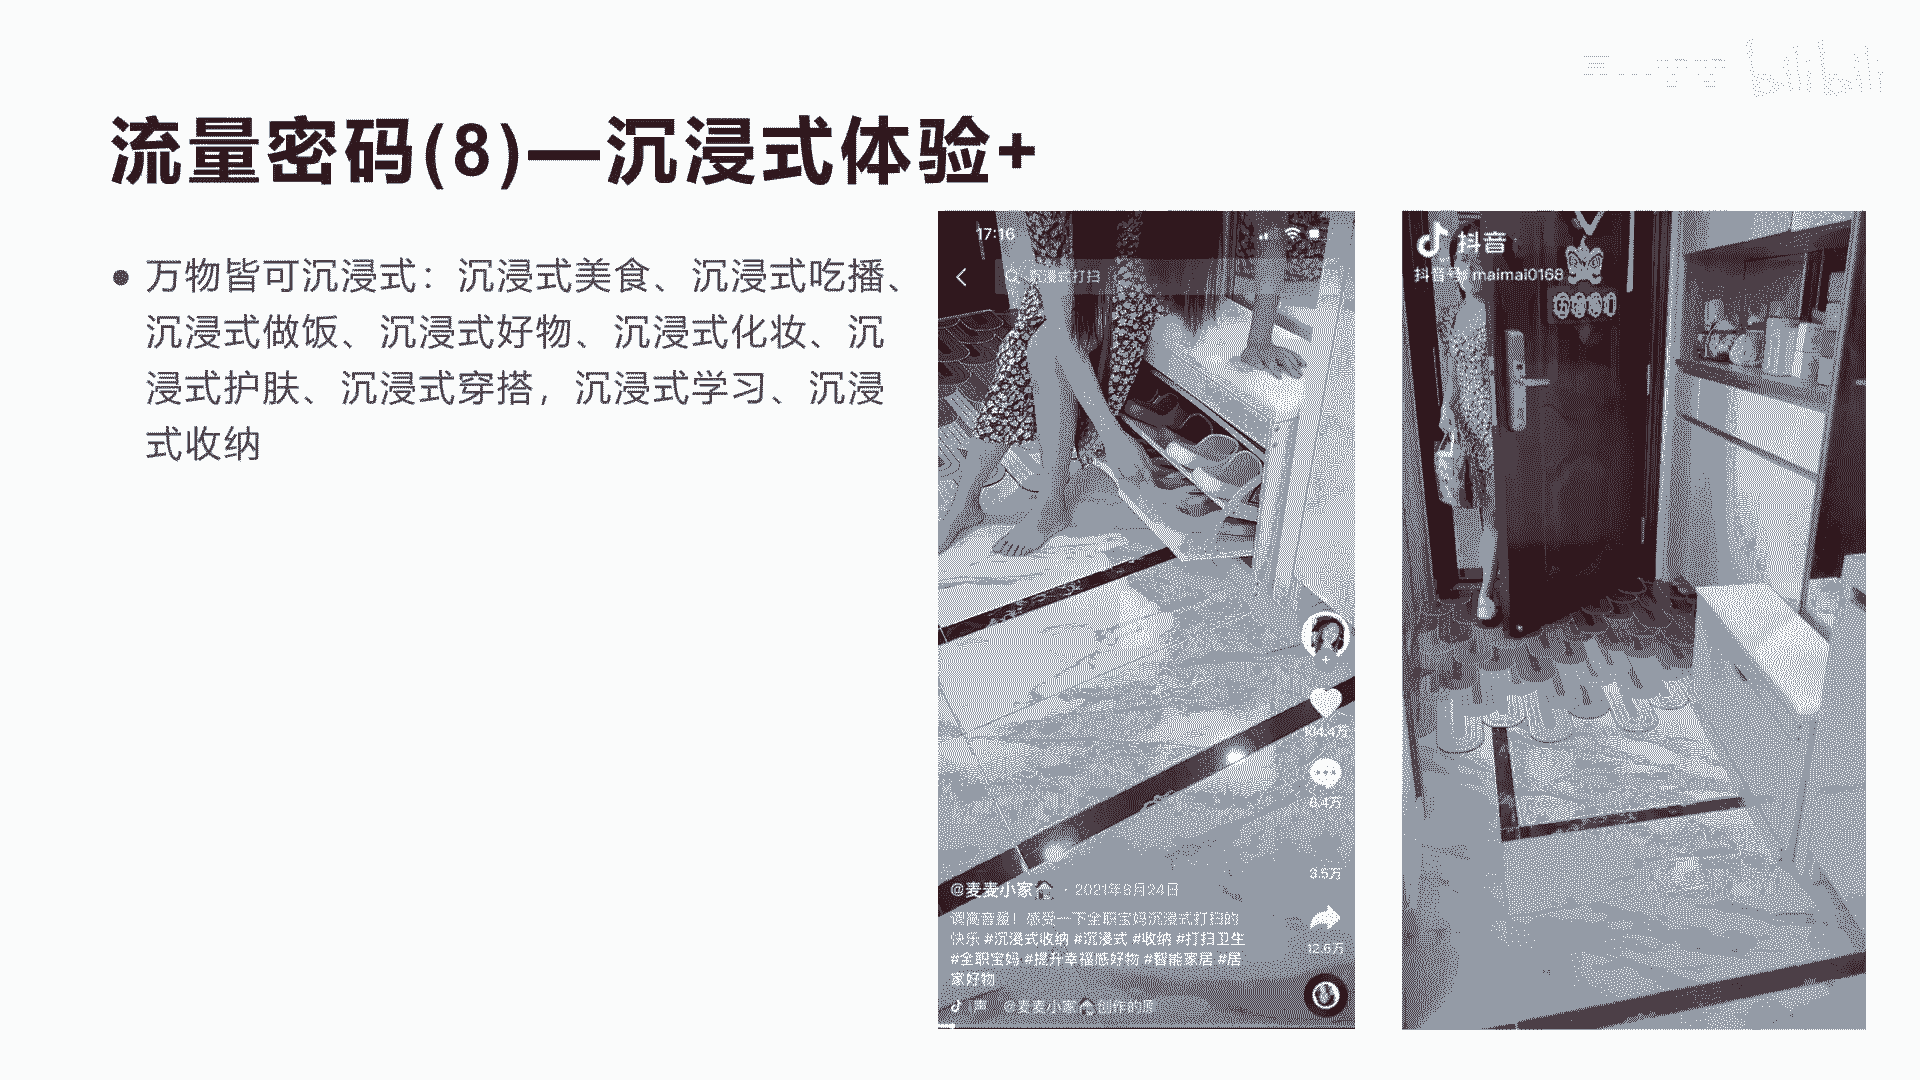 流量密码(8)—沉浸式体验+
• 万物皆可沉浸式：沉浸式美食、沉浸式吃播、
沉浸式做饭、沉浸式好物、沉浸式化妆、沉
浸式护肤、沉浸式穿搭，沉浸式学习、沉浸
式收纳
bilibili
17:16
沉浸式打扫
104.4万
6.4万
3.5万
12.6万
@麦麦小家 · 2021年8月24日
调高音量！感受一下全职宝妈沉浸式打扫的
快乐 #沉浸式收纳 #沉浸式 #收纳 #打扫卫生
#全职宝妈 #提升幸福感好物 #智能家居 #居
家好物
@麦麦小家 创作的原
抖音
抖音号: maimai0168